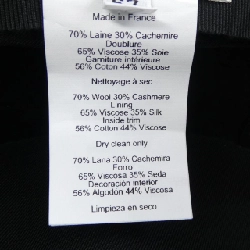 Made in France
70% Laine 30% Cachemire
Doublure
65% Viscose 35% Soie
Garniture intérieure
56% Coton 44% Viscose
Nettoyage à sec
70% Wool 30% Cashmere
Lining
65% Viscose 35% Silk
Inside trim
56% Cotton 44% Viscose
Dry clean only
70% Lana 30% Cachemira
Forro
65% Viscosa 35% Seda
Decoración interior
56% Algodón 44% Viscosa
Limpieza en seco